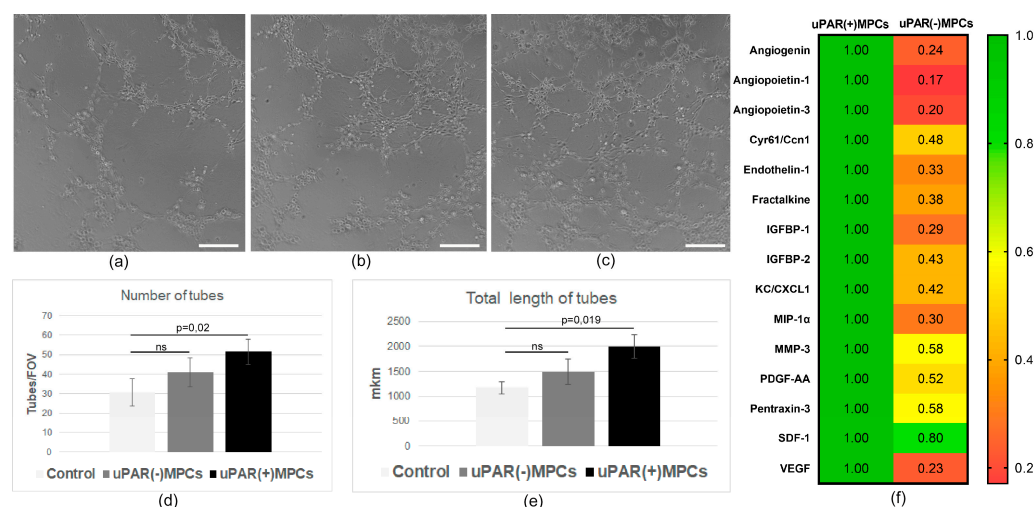 (a)
(b)
(c)
Number of tubes
Tubes/FOV
70
60
50
40
30
20
10
0
ns
p=0,02
Control uPAR(-)MPCs uPAR(+)MPCs
(d)
Total length of tubes
mkm
2500
2000
1500
1000
500
0
ns
p=0,019
Control uPAR(-)MPCs uPAR(+)MPCs
(e)
uPAR(+)MPCs uPAR(-)MPCs
Angiogenin 1.00 0.24
Angiopoietin-1 1.00 0.17
Angiopoietin-3 1.00 0.20
Cyr61/Ccn1 1.00 0.48
Endothelin-1 1.00 0.33
Fractalkine 1.00 0.38
IGFBP-1 1.00 0.29
IGFBP-2 1.00 0.43
KC/CXCL1 1.00 0.42
MIP-1α 1.00 0.30
MMP-3 1.00 0.58
PDGF-AA 1.00 0.52
Pentraxin-3 1.00 0.58
SDF-1 1.00 0.80
VEGF 1.00 0.23
1.0
0.8
0.6
0.4
0.2
(f)